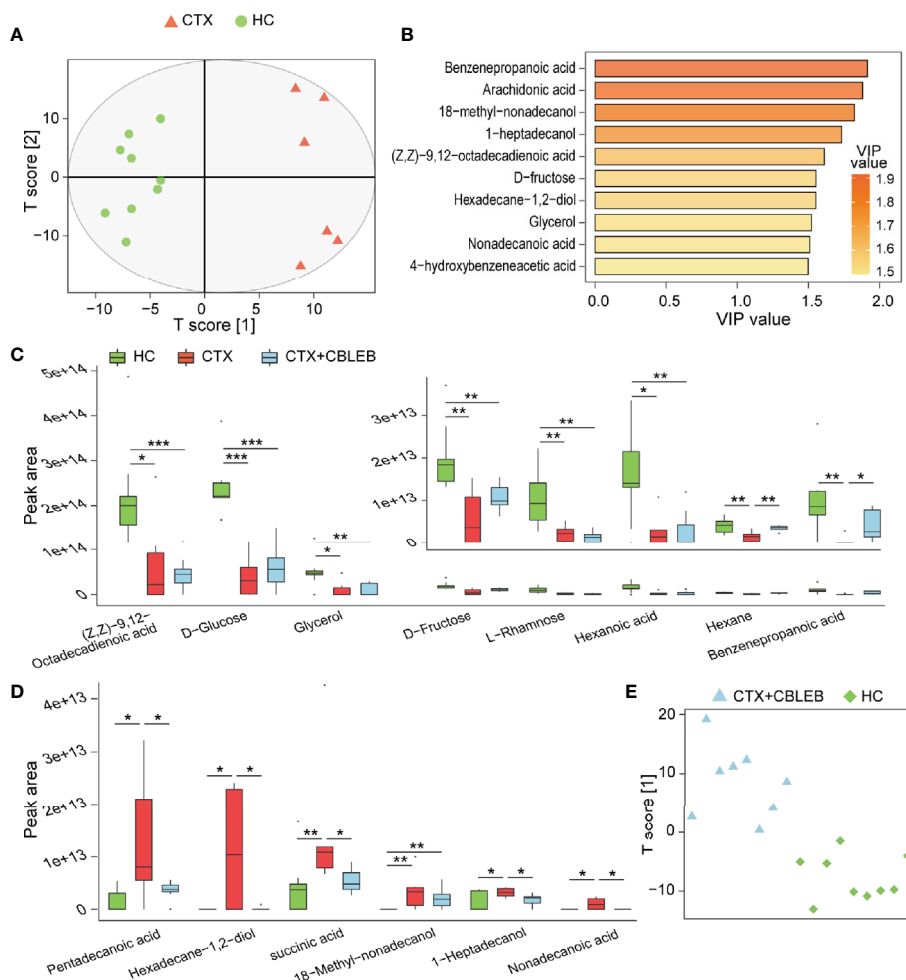 CTX HC
A
T score [2]
10
0
−10
−10 −5 0 5 10
T score [1]
B
Benzenepropanoic acid
Arachidonic acid
18-methyl-nonadecanol
1-heptadecanol
(Z,Z)-9,12-octadecadienoic acid
D-fructose
Hexadecane-1,2-diol
Glycerol
Nonadecanoic acid
4-hydroxybenzeneacetic acid
0.0 0.5 1.0 1.5 2.0
VIP value
VIP
value
1.9
1.8
1.7
1.6
1.5
C
HC CTX CTX+CBLEB
Peak area
5e+14
4e+14
3e+14
2e+14
1e+14
0
***
*
***
***
**
*
(Z,Z)-9,12-
Octadecadienoic acid
D-Glucose
Glycerol
3e+13
2e+13
1e+13
0
**
**
**
**
**
*
** **
** *
D-Fructose
L-Rhamnose
Hexanoic acid
Hexane
Benzenepropanoic acid
D
Peak area
4e+13
3e+13
2e+13
1e+13
0
* *
* *
** *
**
**
* *
* *
Pentadecanoic acid
Hexadecane-1,2-diol
succinic acid
18-Methyl-nonadecanol
1-Heptadecanol
Nonadecanoic acid
E
CTX+CBLEB HC
T score [1]
20
10
0
−10